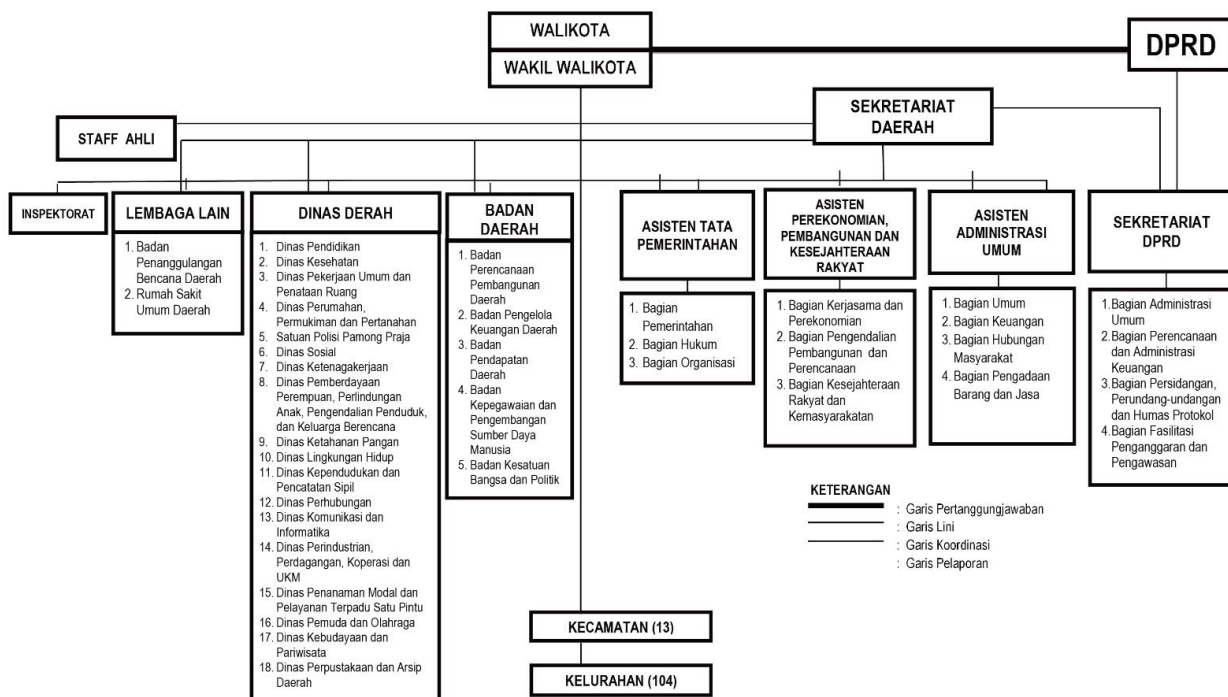 WALIKOTA
WAKIL WALIKOTA
DPRD
SEKRETARIAT
DAERAH
STAFF AHLI
INSPEKTORAT
LEMBAGA LAIN
1. Badan
Penanggulangan
Bencana Daerah
2. Rumah Sakit
Umum Daerah
DINAS DERAH
1. Dinas Pendidikan
2. Dinas Kesehatan
3. Dinas Pekerjaan Umum dan
Penataan Ruang
4. Dinas Perumahan,
Permukiman dan Pertanahan
5. Satuan Polisi Pamong Praja
6. Dinas Sosial
7. Dinas Ketenagakerjaan
8. Dinas Pemberdayaan
Perempuan, Perlindungan
Anak, Pengendalian Penduduk,
dan Keluarga Berencana
9. Dinas Ketahanan Pangan
10. Dinas Lingkungan Hidup
11. Dinas Kependudukan dan
Pencatatan Sipil
12. Dinas Perhubungan
13. Dinas Komunikasi dan
Informatika
14. Dinas Perindustrian,
Perdagangan, Koperasi dan
UKM
15. Dinas Penanaman Modal dan
Pelayanan Terpadu Satu Pintu
16. Dinas Pemuda dan Olahraga
17. Dinas Kebudayaan dan
Pariwisata
18. Dinas Perpustakaan dan Arsip
Daerah
BADAN
DAERAH
1. Badan
Perencanaan
Pembangunan
Daerah
2. Badan Pengelola
Keuangan Daerah
3. Badan
Pendapatan
Daerah
4. Badan
Kepegawaian dan
Pengembangan
Sumber Daya
Manusia
5. Badan Kesatuan
Bangsa dan Politik
ASISTEN TATA
PEMERINTAHAN
1. Bagian
Pemerintahan
2. Bagian Hukum
3. Bagian Organisasi
ASISTEN
PEREKONOMIAN,
PEMBANGUNAN DAN
KESEJAHTERAAN
RAKYAT
1. Bagian Kerjasama dan
Perekonomian
2. Bagian Pengendalian
Pembangunan dan
Perencanaan
3. Bagian Kesejahteraan
Rakyat dan
Kemasyarakatan
ASISTEN
ADMINISTRASI
UMUM
1. Bagian Umum
2. Bagian Keuangan
3. Bagian Hubungan
Masyarakat
4. Bagian Pengadaan
Barang dan Jasa
SEKRETARIAT
DPRD
1. Bagian Administrasi
Umum
2. Bagian Perencanaan
dan Administrasi
Keuangan
3. Bagian Persidangan,
Perundang-undangan
dan Humas Protokol
4. Bagian Fasilitasi
Penganggaran dan
Pengawasan
KETERANGAN
: Garis Pertanggungjawaban
: Garis Lini
: Garis Koordinasi
: Garis Pelaporan
KECAMATAN (13)
KELURAHAN (104)